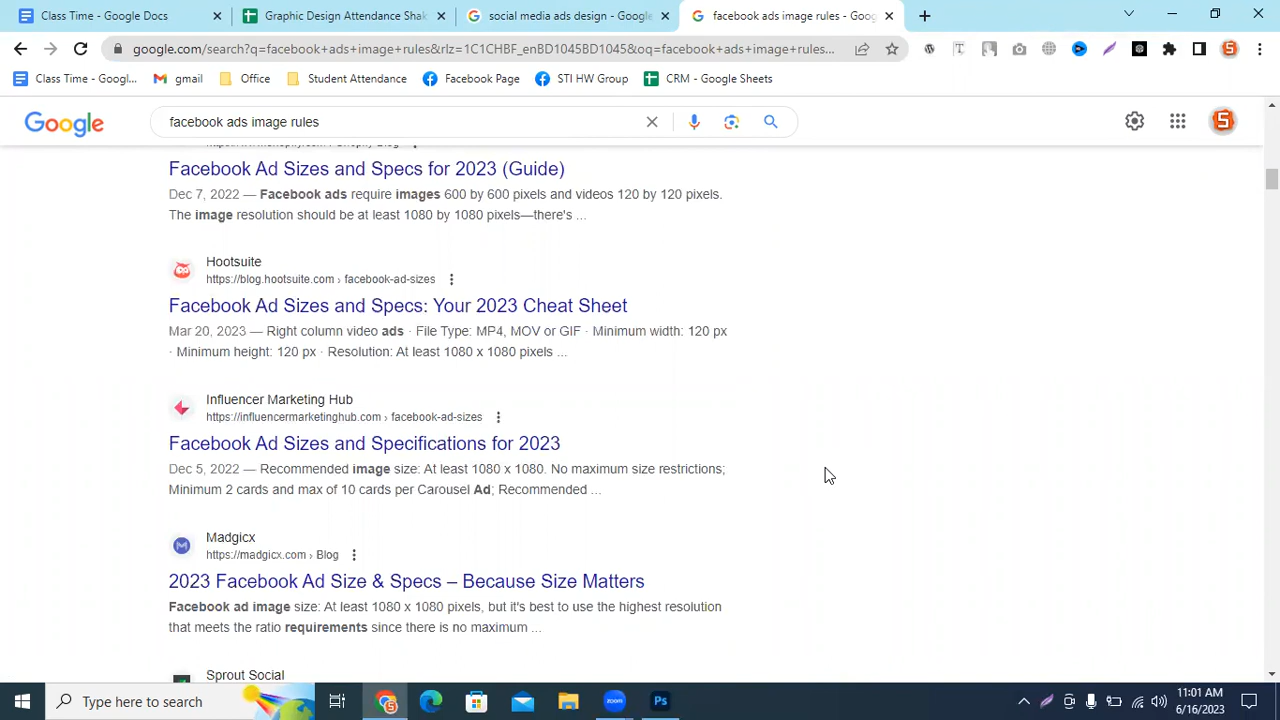 Google Docs
Graphic Design Attendance Shak
social media ads design - Google
facebook ads image rules - Google
google.com/search?q=facebook+ads+image+rules&rlz=1C1CHBF_enBD1045BD1045&oq=facebook+ads+image+rules...
Class Time - Googl...
gmail
Office
Student Attendance
Facebook Page
STI HW Group
CRM - Google Sheets
Google
facebook ads image rules
Facebook Ad Sizes and Specs for 2023 (Guide)
Dec 7, 2022 — Facebook ads require images 600 by 600 pixels and videos 120 by 120 pixels.
The image resolution should be at least 1080 by 1080 pixels—there's ...
Hootsuite
https://blog.hootsuite.com › facebook-ad-sizes
Facebook Ad Sizes and Specs: Your 2023 Cheat Sheet
Mar 20, 2023 — Right column video ads · File Type: MP4, MOV or GIF · Minimum width: 120 px
· Minimum height: 120 px · Resolution: At least 1080 x 1080 pixels ...
Influencer Marketing Hub
https://influencermarketinghub.com › facebook-ad-sizes
Facebook Ad Sizes and Specifications for 2023
Dec 5, 2022 — Recommended image size: At least 1080 x 1080. No maximum size restrictions;
Minimum 2 cards and max of 10 cards per Carousel Ad; Recommended ...
Madgicx
https://madgicx.com › Blog
2023 Facebook Ad Size & Specs – Because Size Matters
Facebook ad image size: At least 1080 x 1080 pixels, but it's best to use the highest resolution
that meets the ratio requirements since there is no maximum ...
Sprout Social
Type here to search
zoom
Ps
11:01 AM
6/16/2023